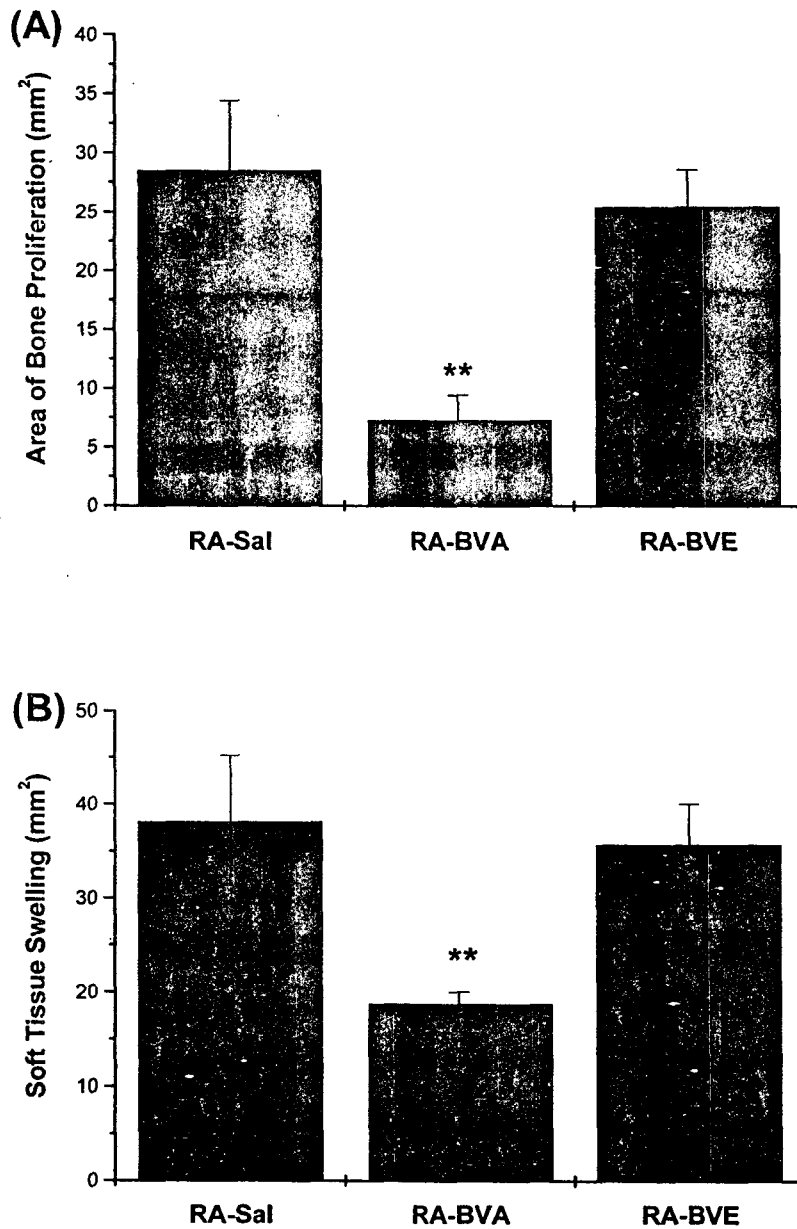 (A)
Area of Bone Proliferation (mm²)
40
35
30
25
20
15
10
5
0
**
RA-Sal RA-BVA RA-BVE
(B)
Soft Tissue Swelling (mm²)
50
40
30
20
10
0
**
RA-Sal RA-BVA RA-BVE